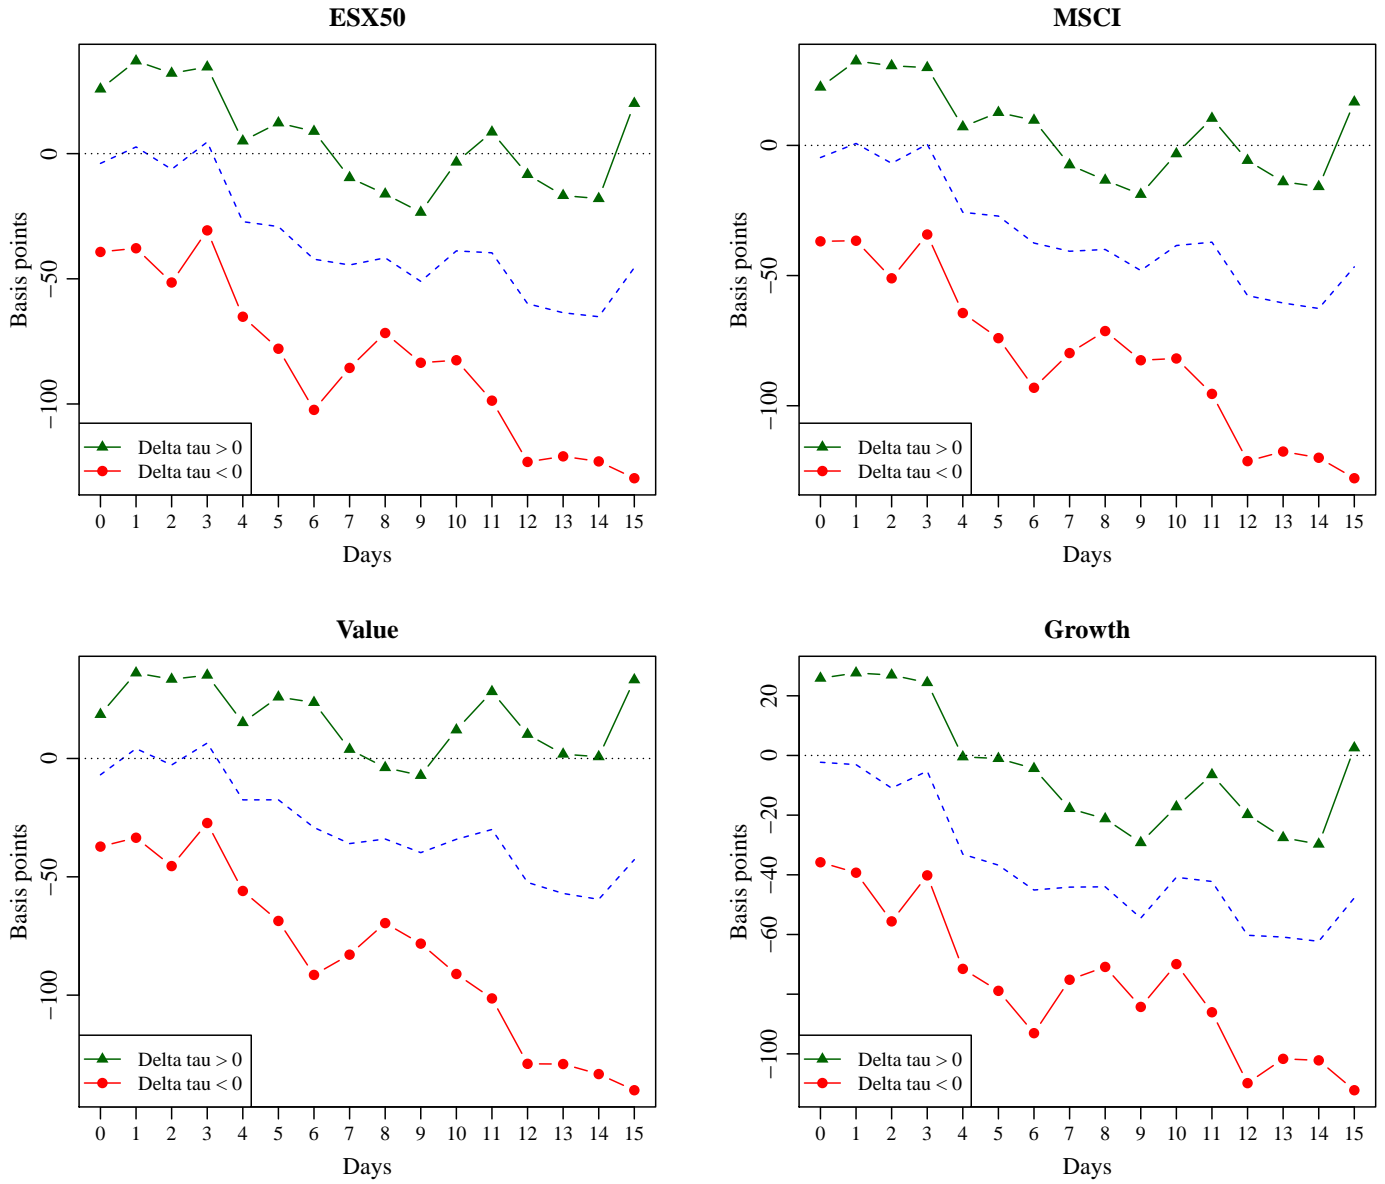 ESX50
0
−50
−100
Basis points
Delta tau > 0
Delta tau < 0
0 1 2 3 4 5 6 7 8 9 10 11 12 13 14 15
Days
MSCI
0
−50
−100
Basis points
Delta tau > 0
Delta tau < 0
0 1 2 3 4 5 6 7 8 9 10 11 12 13 14 15
Days
Value
0
−50
−100
Basis points
Delta tau > 0
Delta tau < 0
0 1 2 3 4 5 6 7 8 9 10 11 12 13 14 15
Days
Growth
20
0
−20
−40
−60
−100
Basis points
Delta tau > 0
Delta tau < 0
0 1 2 3 4 5 6 7 8 9 10 11 12 13 14 15
Days